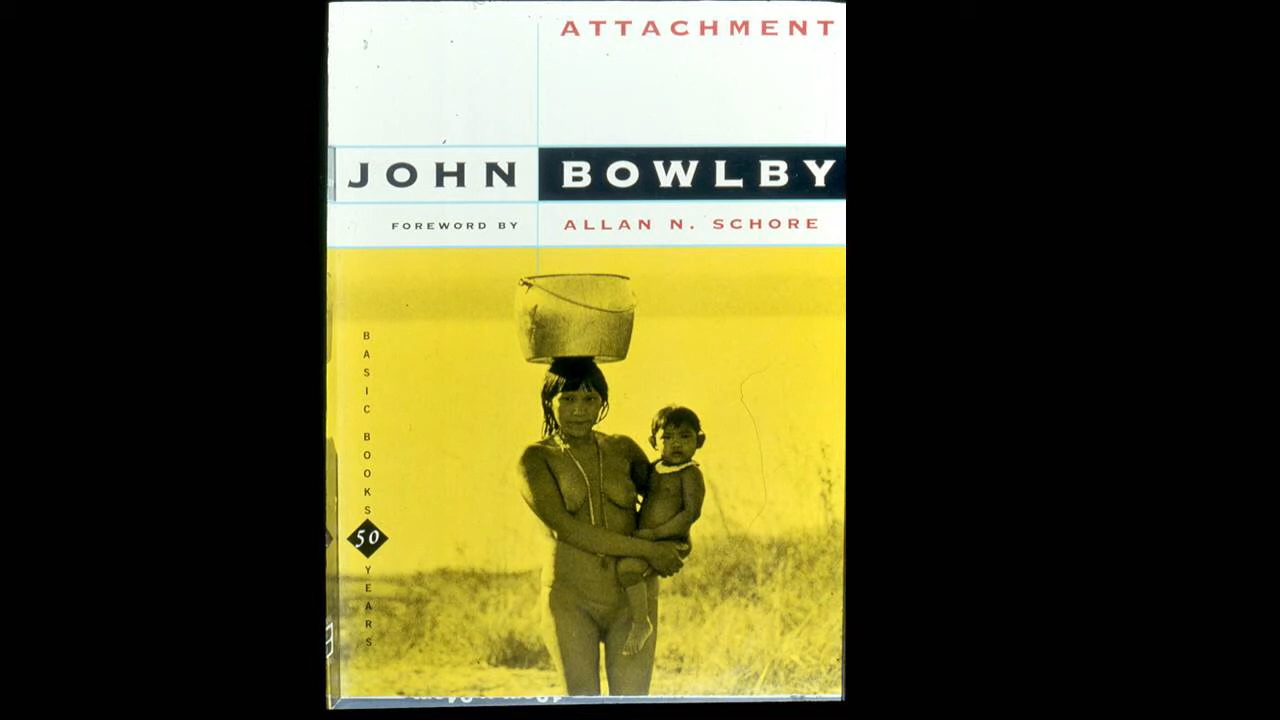 ATTACHMENT
JOHN BOWLBY
FOREWORD BY ALLAN N. SCHORE
BASIC BOOKS
50
YEARS